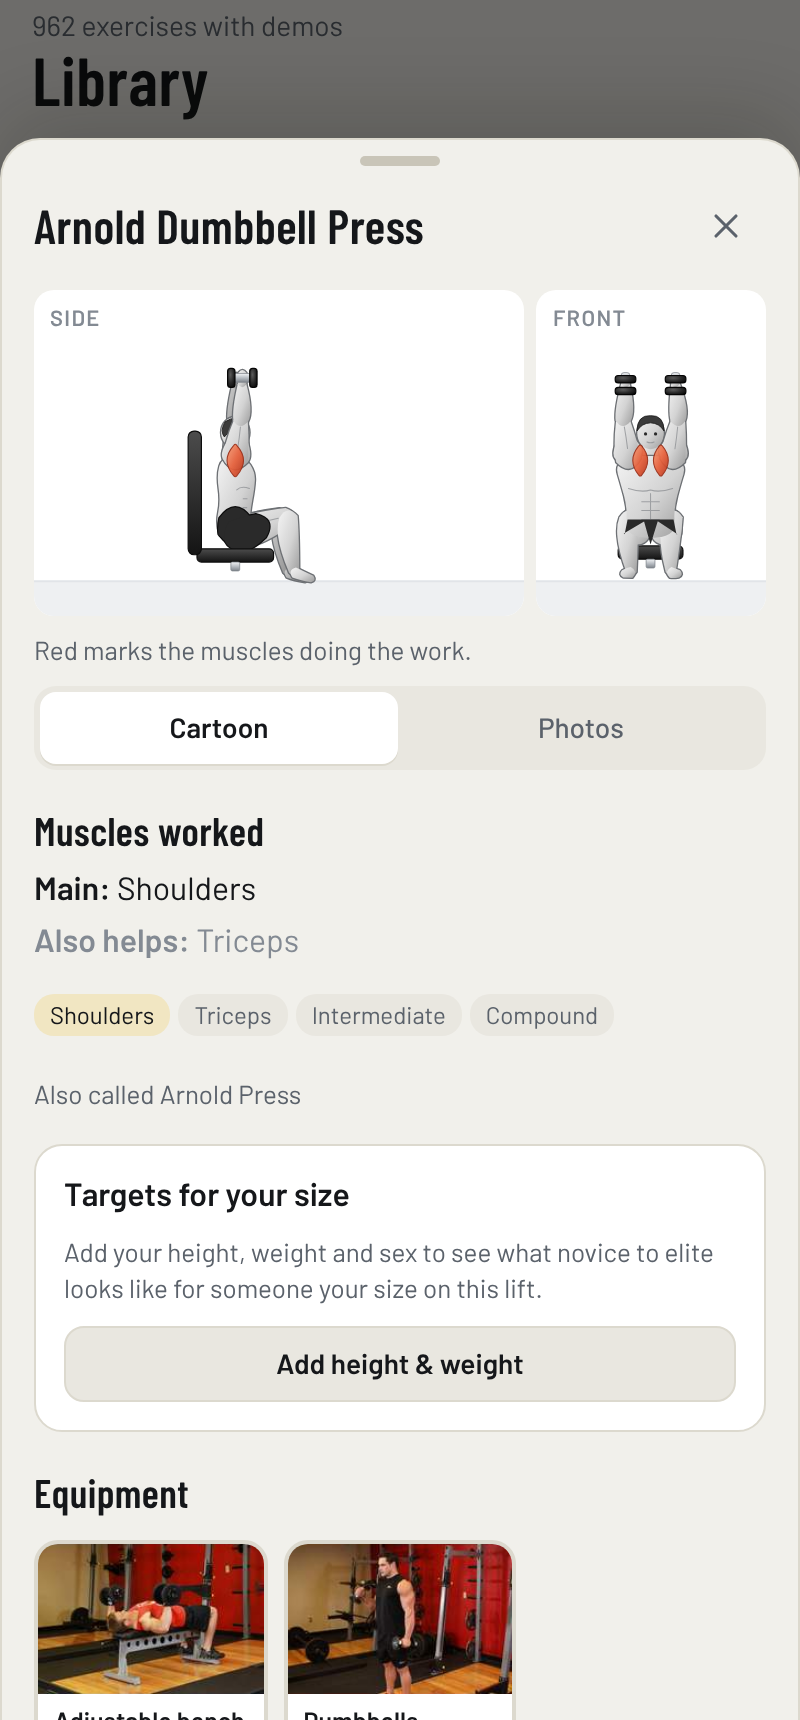 962 exercises with demos
Library
Arnold Dumbbell Press
SIDE
FRONT
Red marks the muscles doing the work.
Cartoon
Photos
Muscles worked
Main: Shoulders
Also helps: Triceps
Shoulders
Triceps
Intermediate
Compound
Also called Arnold Press
Targets for your size
Add your height, weight and sex to see what novice to elite
looks like for someone your size on this lift.
Add height & weight
Equipment
Adjustable bench
Dumbbells